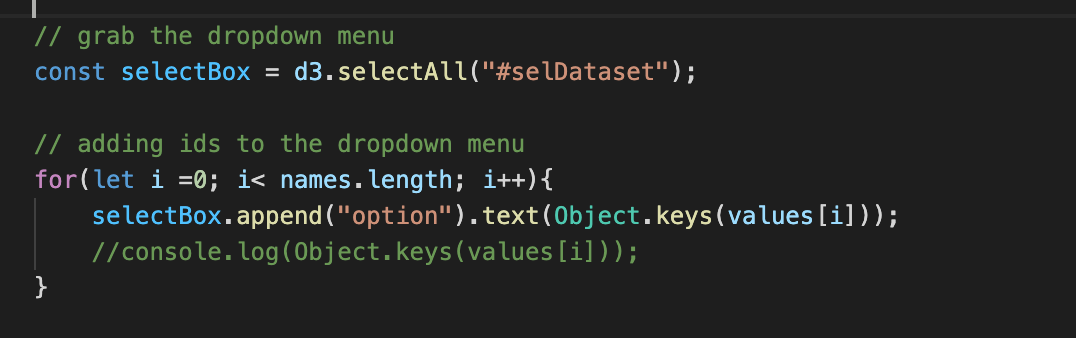 // grab the dropdown menu
const selectBox = d3.selectAll("#selDataset");
// adding ids to the dropdown menu
for(let i =0; i< names.length; i++){
selectBox.append("option").text(Object.keys(values[i]));
//console.log(Object.keys(values[i]));
}